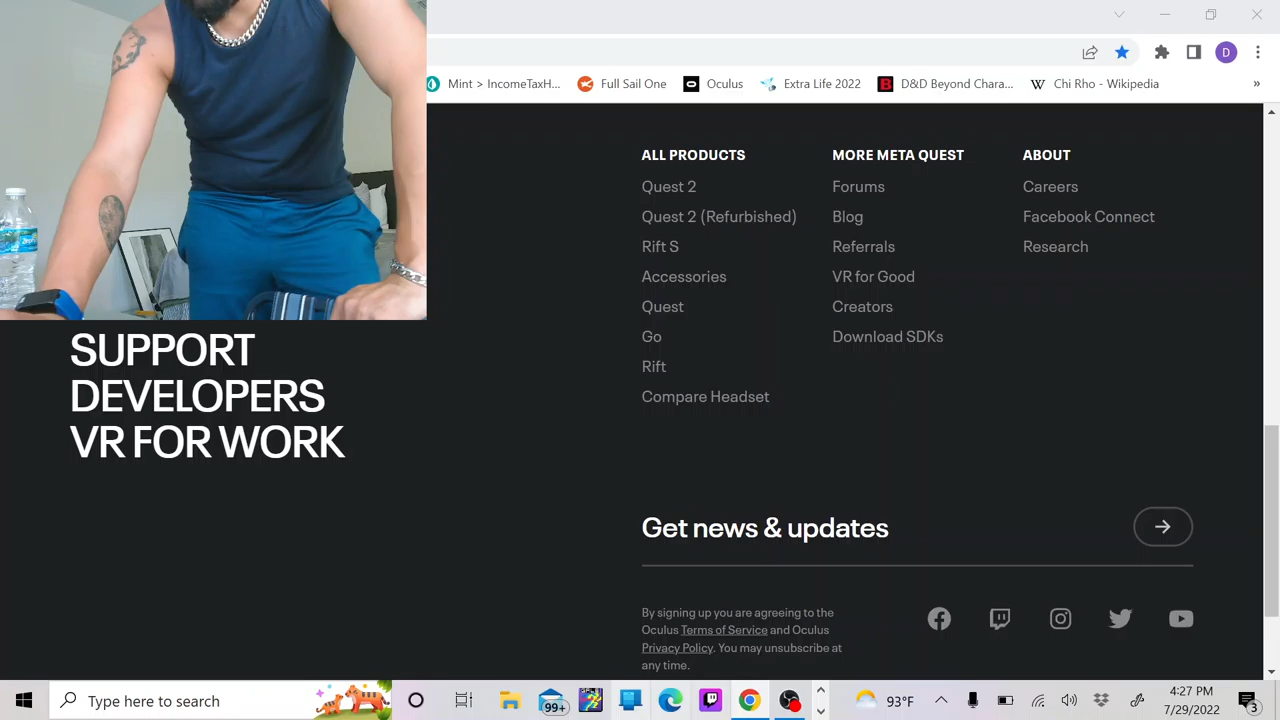 D
Mint > IncomeTaxH...
Full Sail One
Oculus
Extra Life 2022
D&D Beyond Chara...
Chi Rho - Wikipedia
»
ALL PRODUCTS
Quest 2
Quest 2 (Refurbished)
Rift S
Accessories
Quest
Go
Rift
Compare Headset
MORE META QUEST
Forums
Blog
Referrals
VR for Good
Creators
Download SDKs
ABOUT
Careers
Facebook Connect
Research
SUPPORT
DEVELOPERS
VR FOR WORK
Get news & updates
By signing up you are agreeing to the
Oculus Terms of Service and Oculus
Privacy Policy. You may unsubscribe at
any time.
Type here to search
99+
93°F
4:27 PM
7/29/2022
3